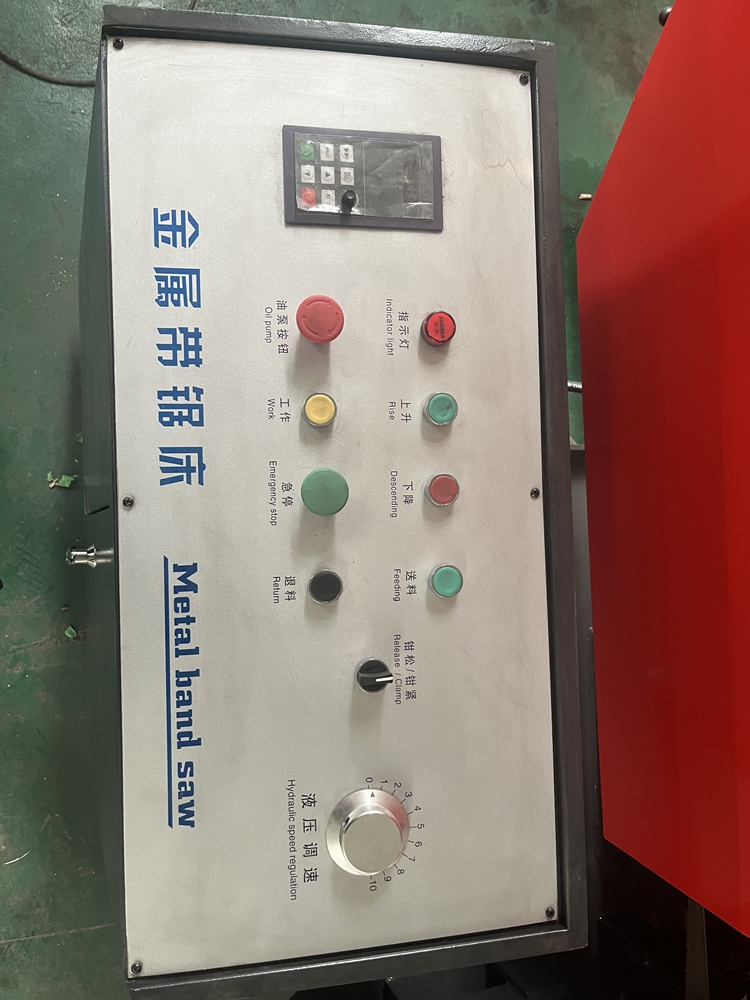 指示灯
Indicator light
上升
Rise
下降
Descending
送料
Feeding
钳松/钳紧
Release / Clamp
油泵按钮
Oil pump
工作
Work
急停
Emergency stop
退料
Return
0 1 2 3 4 5 6 7 8 9 10
液压调速
Hydraulic speed regulation
金属带锯床 Metal band saw